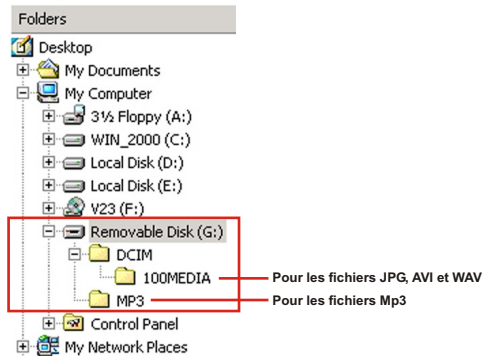 Folders
Desktop
My Documents
My Computer
3½ Floppy (A:)
WIN_2000 (C:)
Local Disk (D:)
Local Disk (E:)
V23 (F:)
Removable Disk (G:)
DCIM
100MEDIA Pour les fichiers JPG, AVI et WAV
MP3 Pour les fichiers Mp3
Control Panel
My Network Places